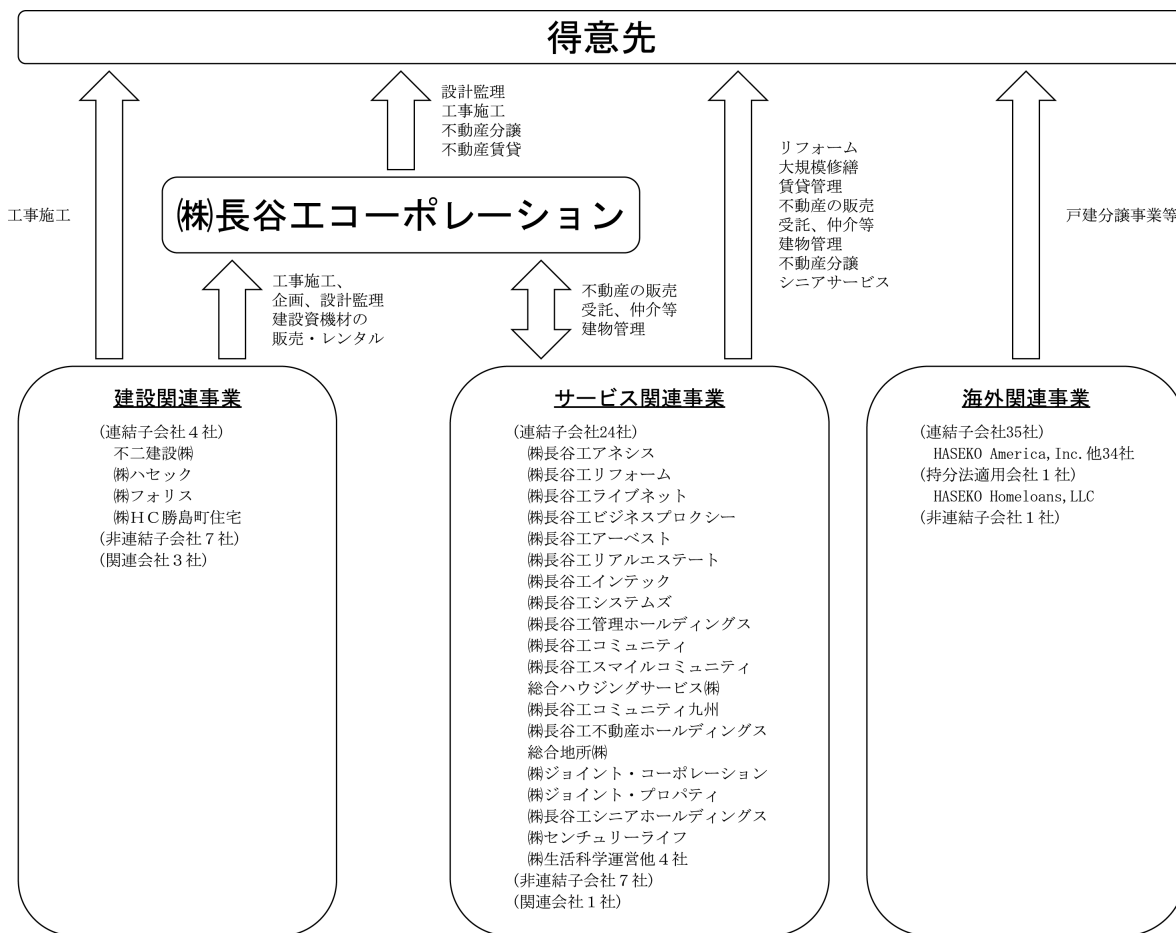 得意先
設計監理
工事施工
不動産分譲
不動産賃貸
工事施工
㈱長谷工コーポレーション
リフォーム
大規模修繕
賃貸管理
不動産の販売
受託、仲介等
建物管理
不動産分譲
シニアサービス
戸建分譲事業等
工事施工、
企画、設計監理
建設資機材の
販売・レンタル
不動産の販売
受託、仲介等
建物管理
建設関連事業
(連結子会社４社)
不二建設㈱
㈱ハセック
㈱フォリス
㈱ＨＣ勝島町住宅
(非連結子会社７社)
(関連会社３社)
サービス関連事業
(連結子会社24社)
㈱長谷工アネシス
㈱長谷工リフォーム
㈱長谷工ライブネット
㈱長谷工ビジネスプロクシー
㈱長谷工アーベスト
㈱長谷工リアルエステート
㈱長谷工インテック
㈱長谷工システムズ
㈱長谷工管理ホールディングス
㈱長谷工コミュニティ
㈱長谷工スマイルコミュニティ
総合ハウジングサービス㈱
㈱長谷工コミュニティ九州
㈱長谷工不動産ホールディングス
総合地所㈱
㈱ジョイント・コーポレーション
㈱ジョイント・プロパティ
㈱長谷工シニアホールディングス
㈱センチュリーライフ
㈱生活科学運営他４社
(非連結子会社７社)
(関連会社１社)
海外関連事業
(連結子会社35社)
HASEKO America,Inc.他34社
(持分法適用会社１社)
HASEKO Homeloans,LLC
(非連結子会社１社)